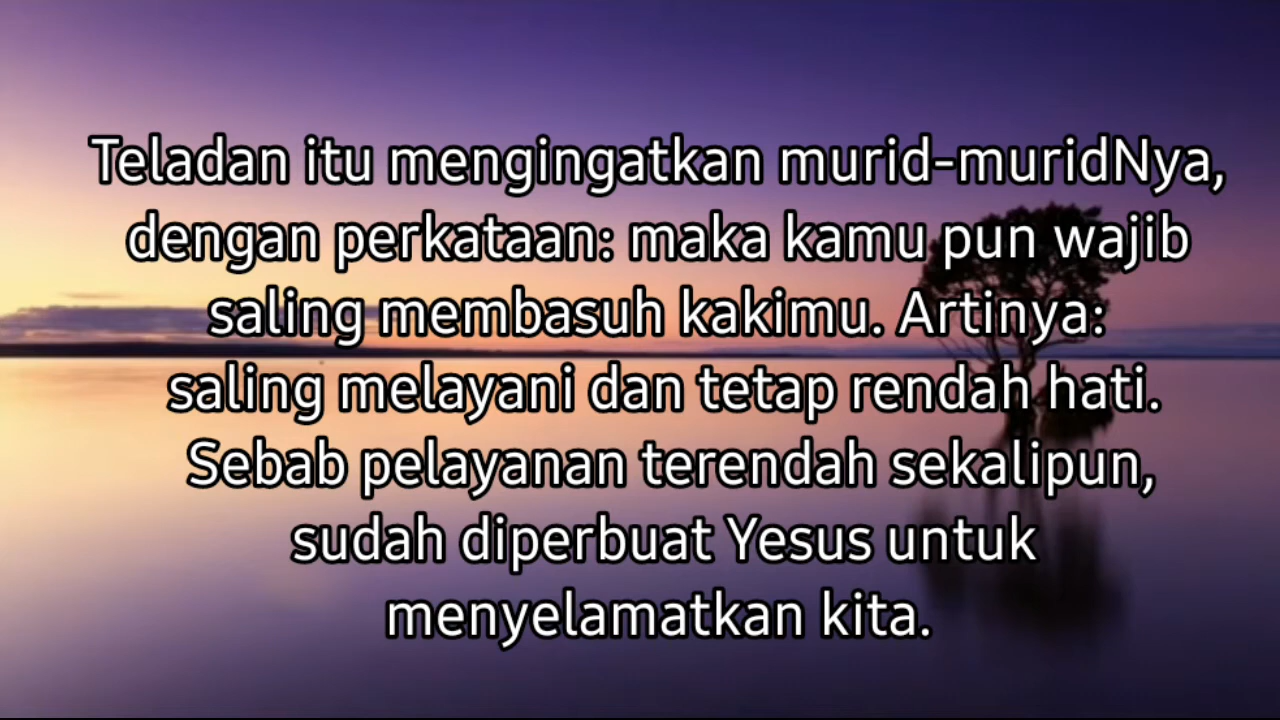 Teladan itu mengingatkan murid-muridNya,
dengan perkataan: maka kamu pun wajib
saling membasuh kakimu. Artinya:
saling melayani dan tetap rendah hati.
Sebab pelayanan terendah sekalipun,
sudah diperbuat Yesus untuk
menyelamatkan kita.